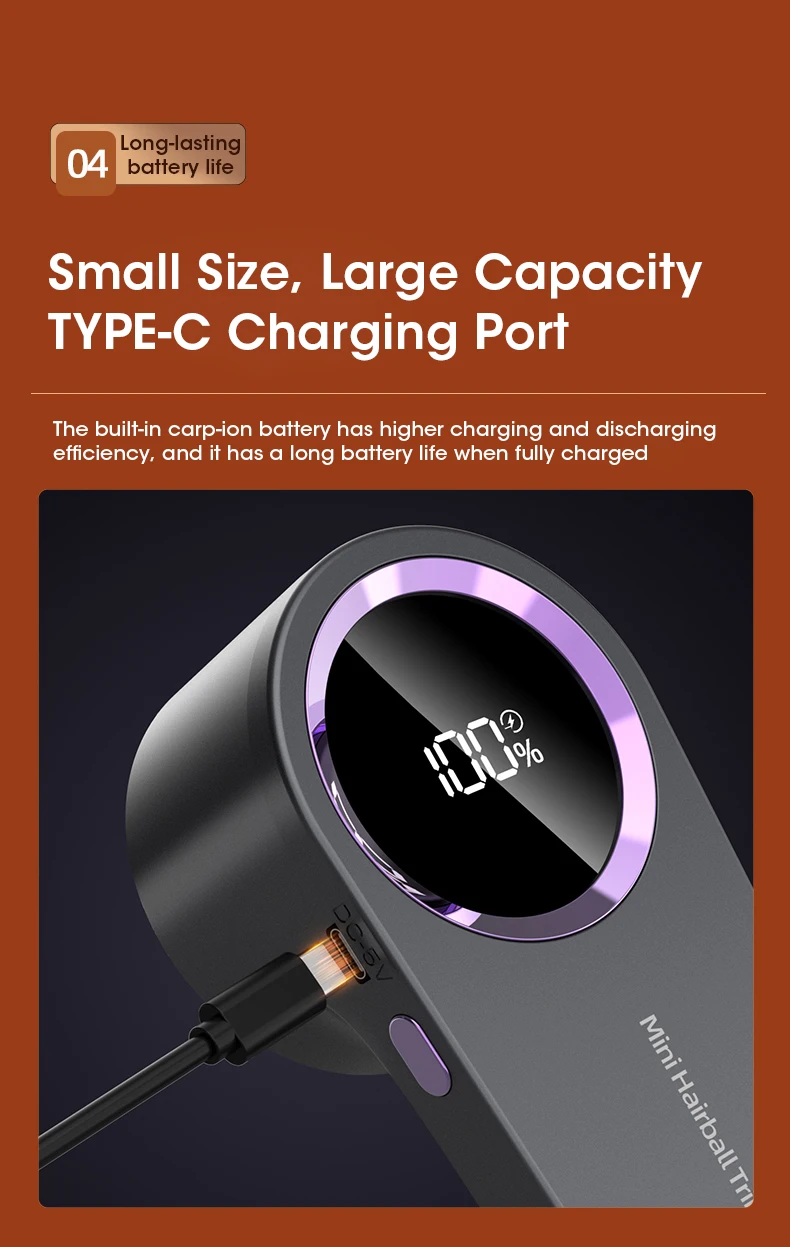 04
Long-lasting
battery life
Small Size, Large Capacity
TYPE-C Charging Port
The built-in carp-ion battery has higher charging and discharging
efficiency, and it has a long battery life when fully charged
100%
DC-5V
Mini Hairball Tri